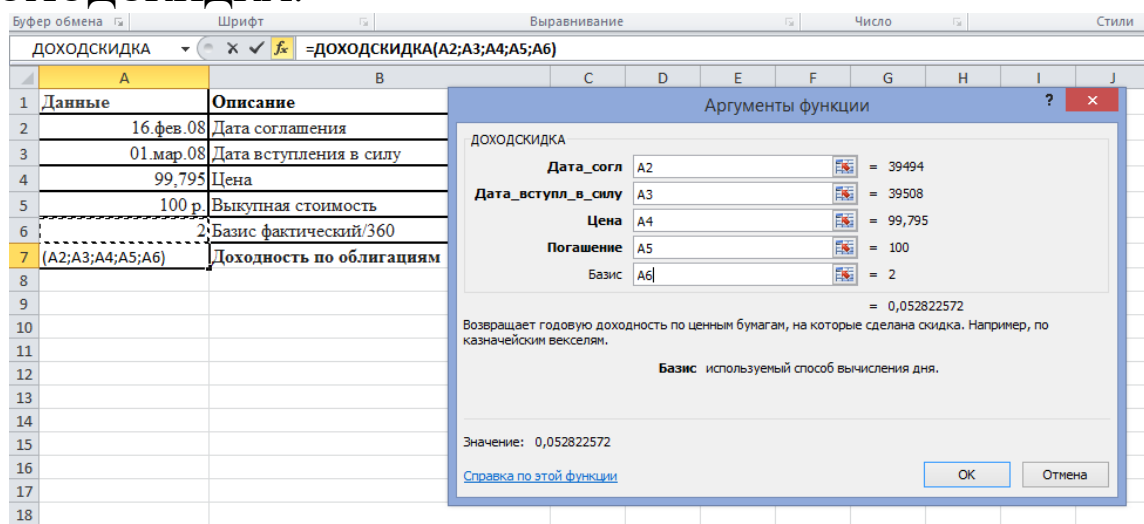 Буфер обмена Шрифт Выравнивание Число Стили
ДОХОДСКИДКА fx =ДОХОДСКИДКА(A2;A3;A4;A5;A6)
A B C D E F G H I J
1 Данные Описание
2 16.фев.08 Дата соглашения
3 01.мар.08 Дата вступления в силу
4 99,795 Цена
5 100 р. Выкупная стоимость
6 2 Базис фактический/360
7 (A2;A3;A4;A5;A6) Доходность по облигациям
8
9
10
11
12
13
14
15
16
17
18
Аргументы функции ?
ДОХОДСКИДКА
Дата_согл A2 = 39494
Дата_вступл_в_силу A3 = 39508
Цена A4 = 99,795
Погашение A5 = 100
Базис A6 = 2
= 0,052822572
Возвращает годовую доходность по ценным бумагам, на которые сделана скидка. Например, по
казначейским векселям.
Базис используемый способ вычисления дня.
Значение: 0,052822572
Справка по этой функции OK Отмена